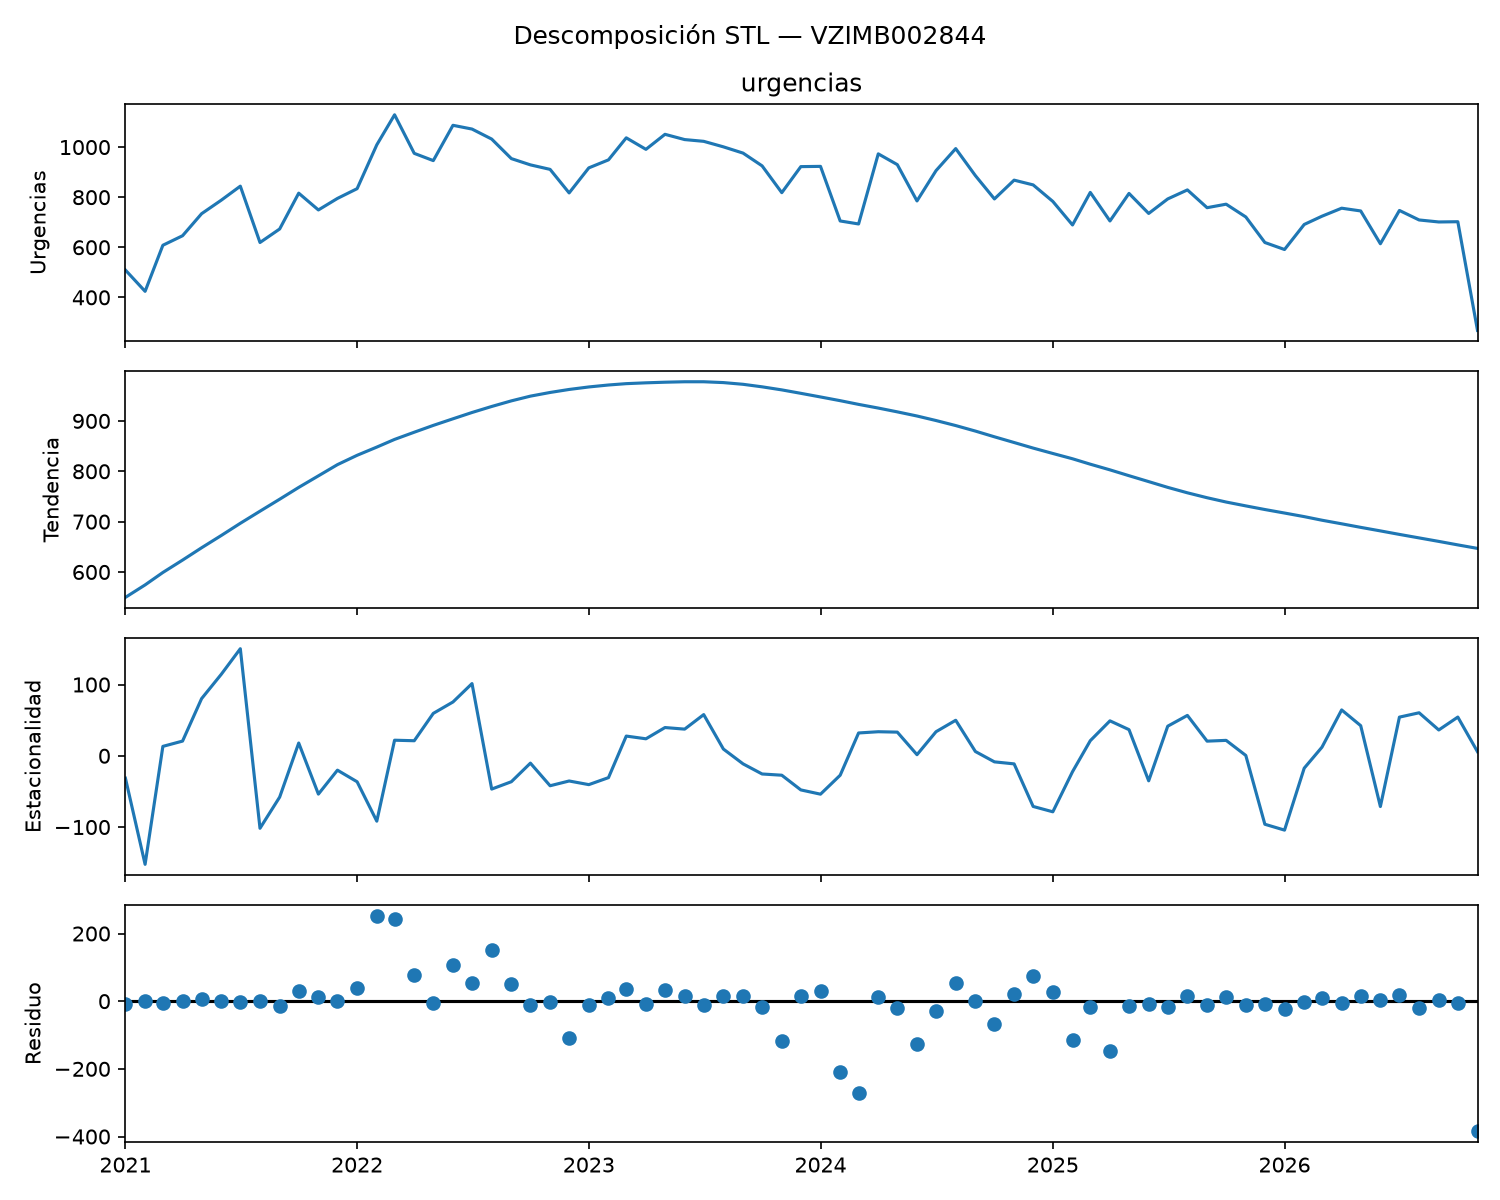 Descomposición STL — VZIMB002844
urgencias
Urgencias
1000
800
600
400
Tendencia
900
800
700
600
Estacionalidad
100
0
−100
Residuo
200
0
−200
−400
2021 2022 2023 2024 2025 2026